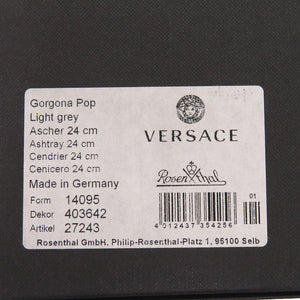 Gorgona Pop
Light grey
Ascher 24 cm
Ashtray 24 cm
Cendrier 24 cm
Cenicero 24 cm
Made in Germany
Form 14095
Dekor 403642
Artikel 27243
VERSACE
Rosenthal
01
4 012437 354256
Rosenthal GmbH, Philip-Rosenthal-Platz 1, 95100 Selb